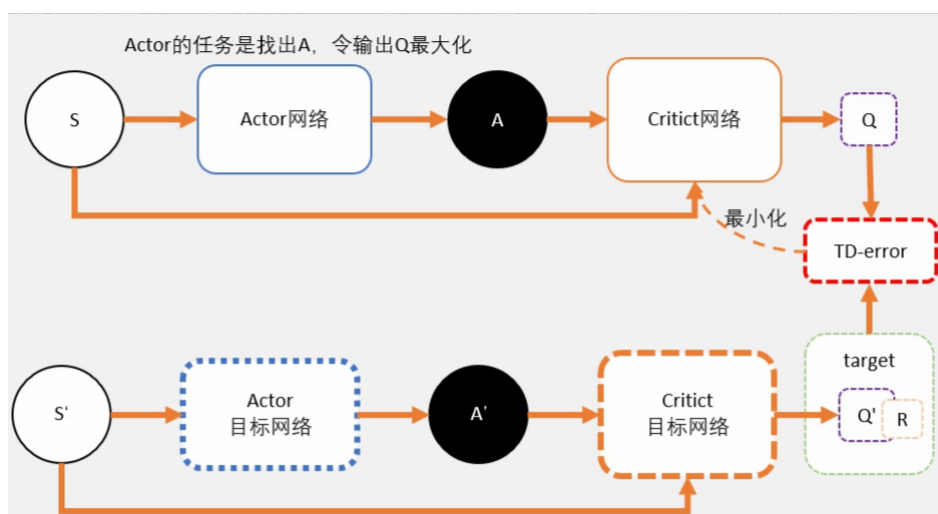 Actor的任务是找出A，令输出Q最大化
S
Actor网络
A
Critict网络
Q
最小化
TD-error
target
S‘
Actor
目标网络
A'
Critict
目标网络
Q'
R